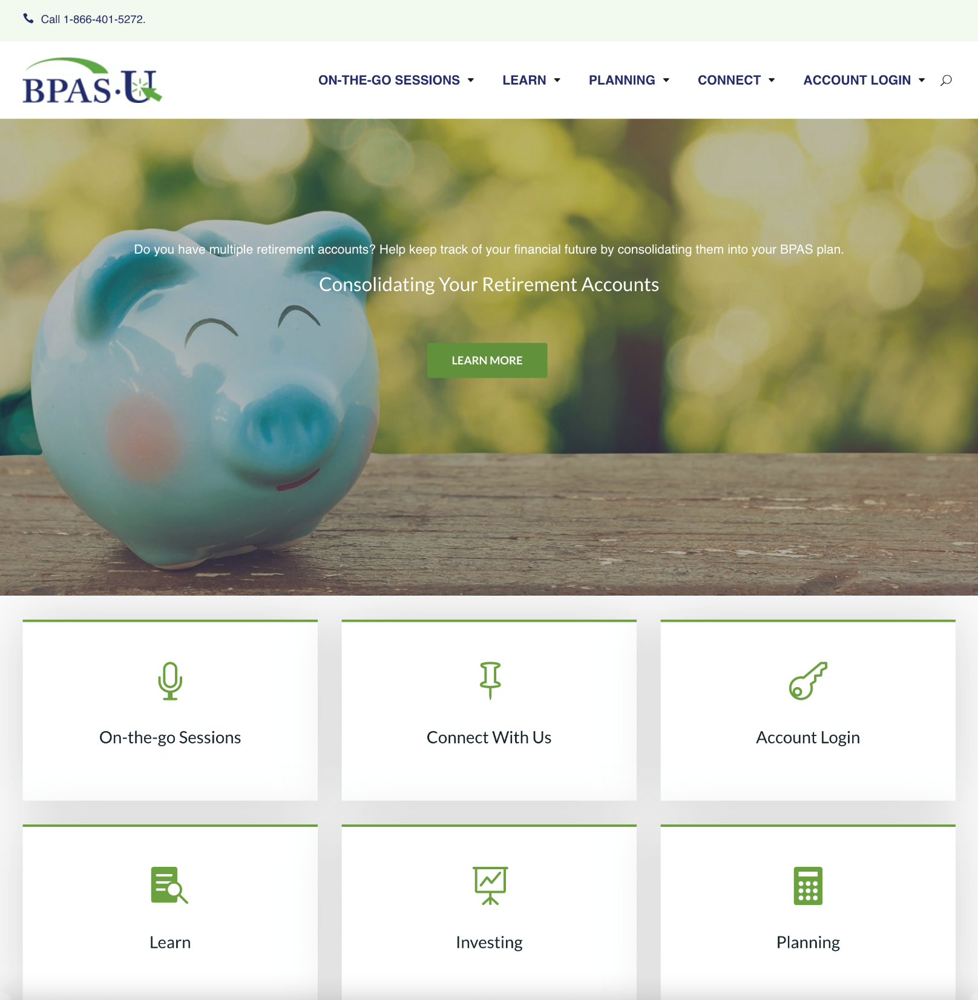 Call 1-866-401-5272.
BPAS·U
ON-THE-GO SESSIONS
LEARN
PLANNING
CONNECT
ACCOUNT LOGIN
Do you have multiple retirement accounts? Help keep track of your financial future by consolidating them into your BPAS plan.
Consolidating Your Retirement Accounts
LEARN MORE
On-the-go Sessions
Connect With Us
Account Login
Learn
Investing
Planning